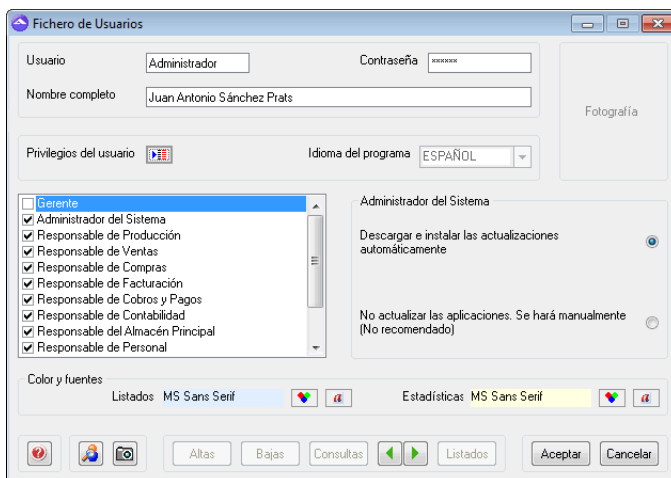 Fichero de Usuarios
Usuario Administrador Contraseña ******
Nombre completo Juan Antonio Sánchez Prats
Fotografía
Privilegios del usuario Idioma del programa ESPAÑOL
Gerente
Administrador del Sistema
Responsable de Producción
Responsable de Ventas
Responsable de Compras
Responsable de Facturación
Responsable de Cobros y Pagos
Responsable de Contabilidad
Responsable del Almacén Principal
Responsable de Personal
Administrador del Sistema
Descargar e instalar las actualizaciones
automáticamente
No actualizar las aplicaciones. Se hará manualmente
(No recomendado)
Color y fuentes
Listados MS Sans Serif a Estadísticas MS Sans Serif a
Altas Bajas Consultas Listados Aceptar Cancelar